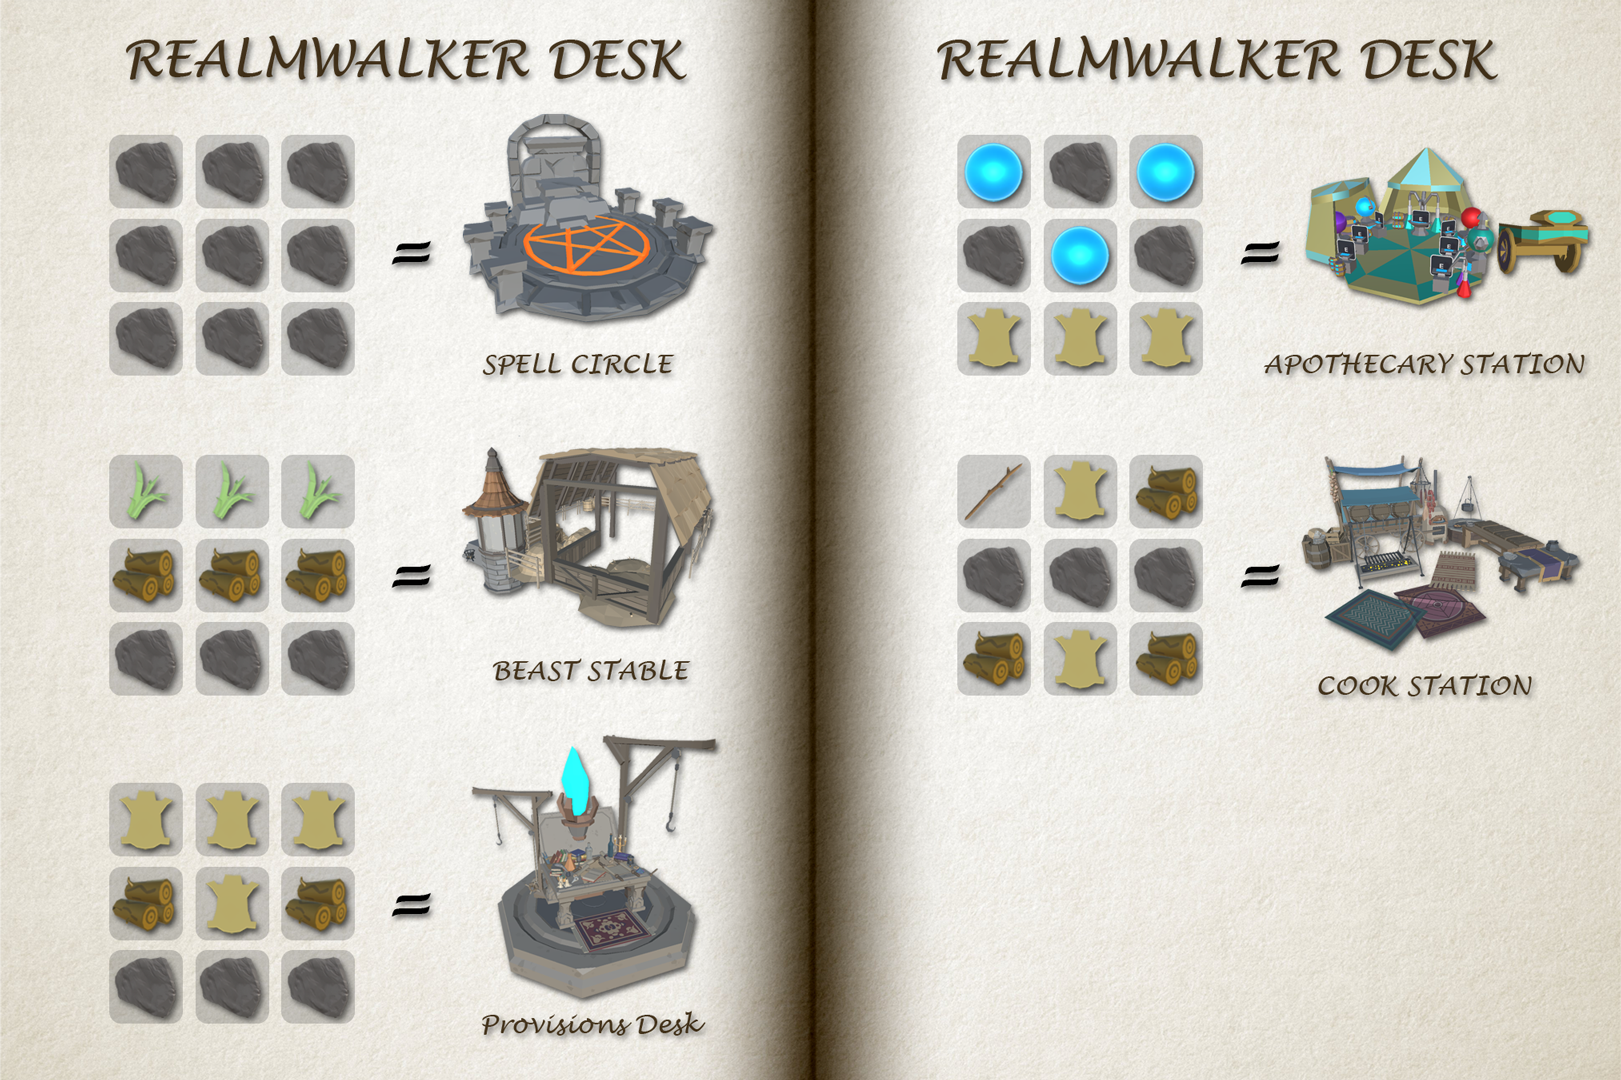 REALMWALKER DESK
=
SPELL CIRCLE
=
BEAST STABLE
=
Provisions Desk
REALMWALKER DESK
=
APOTHECARY STATION
=
COOK STATION